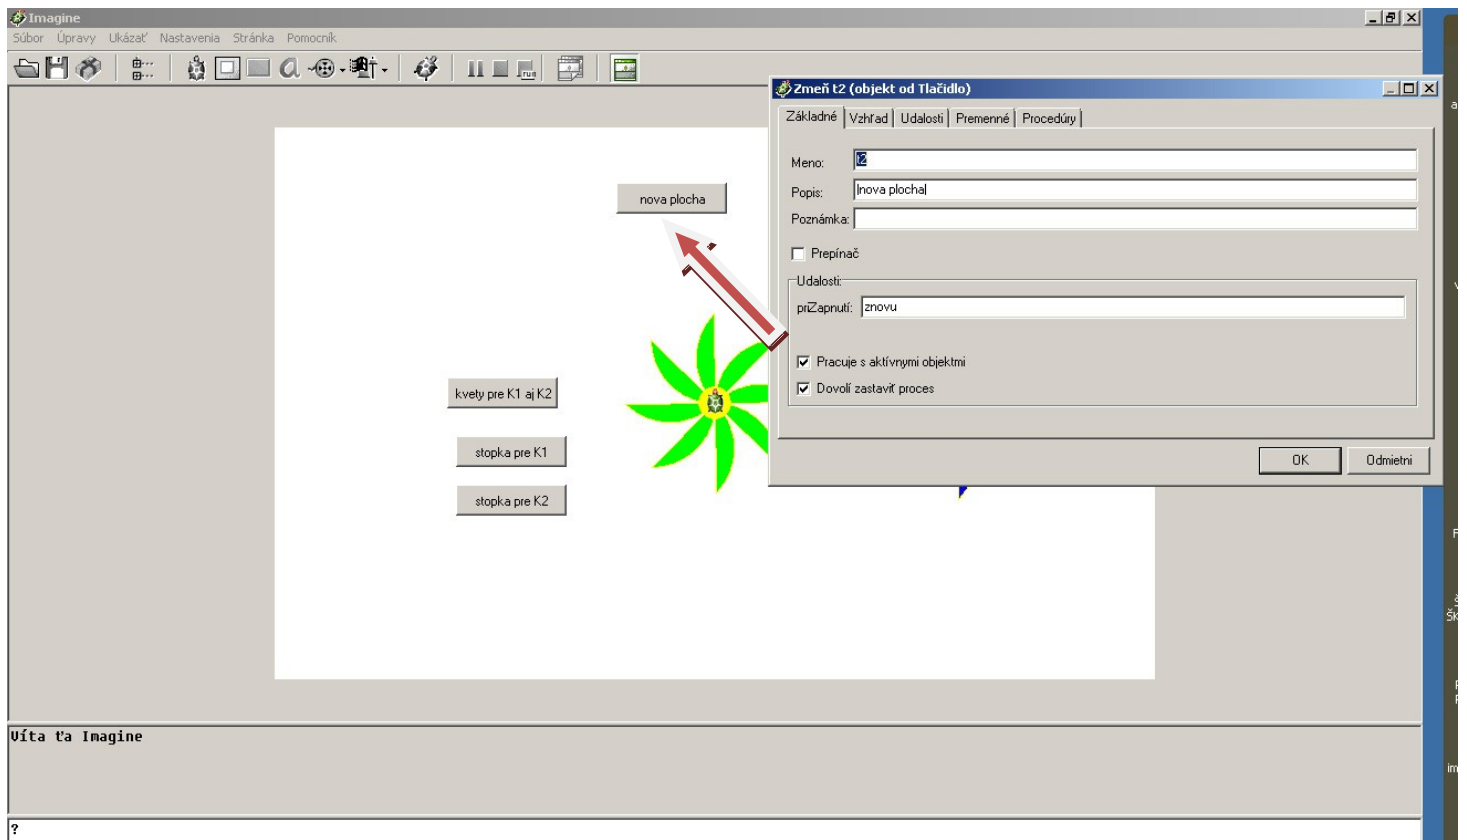 Imagine
Súbor Úpravy Ukázať Nastavenia Stránka Pomocník
run
Zmeň t2 (objekt od Tlačidlo)
Základné Vzhľad Udalosti Premenné Procedúry
Meno: t2
Popis: |nova plocha|
Poznámka:
Prepínač
Udalosti:
priZapnutí: znovu
Pracuje s aktívnymi objektmi
Dovolí zastaviť proces
OK Odmietni
nova plocha
kvety pre K1 aj K2
stopka pre K1
stopka pre K2
Víta ťa Imagine
?